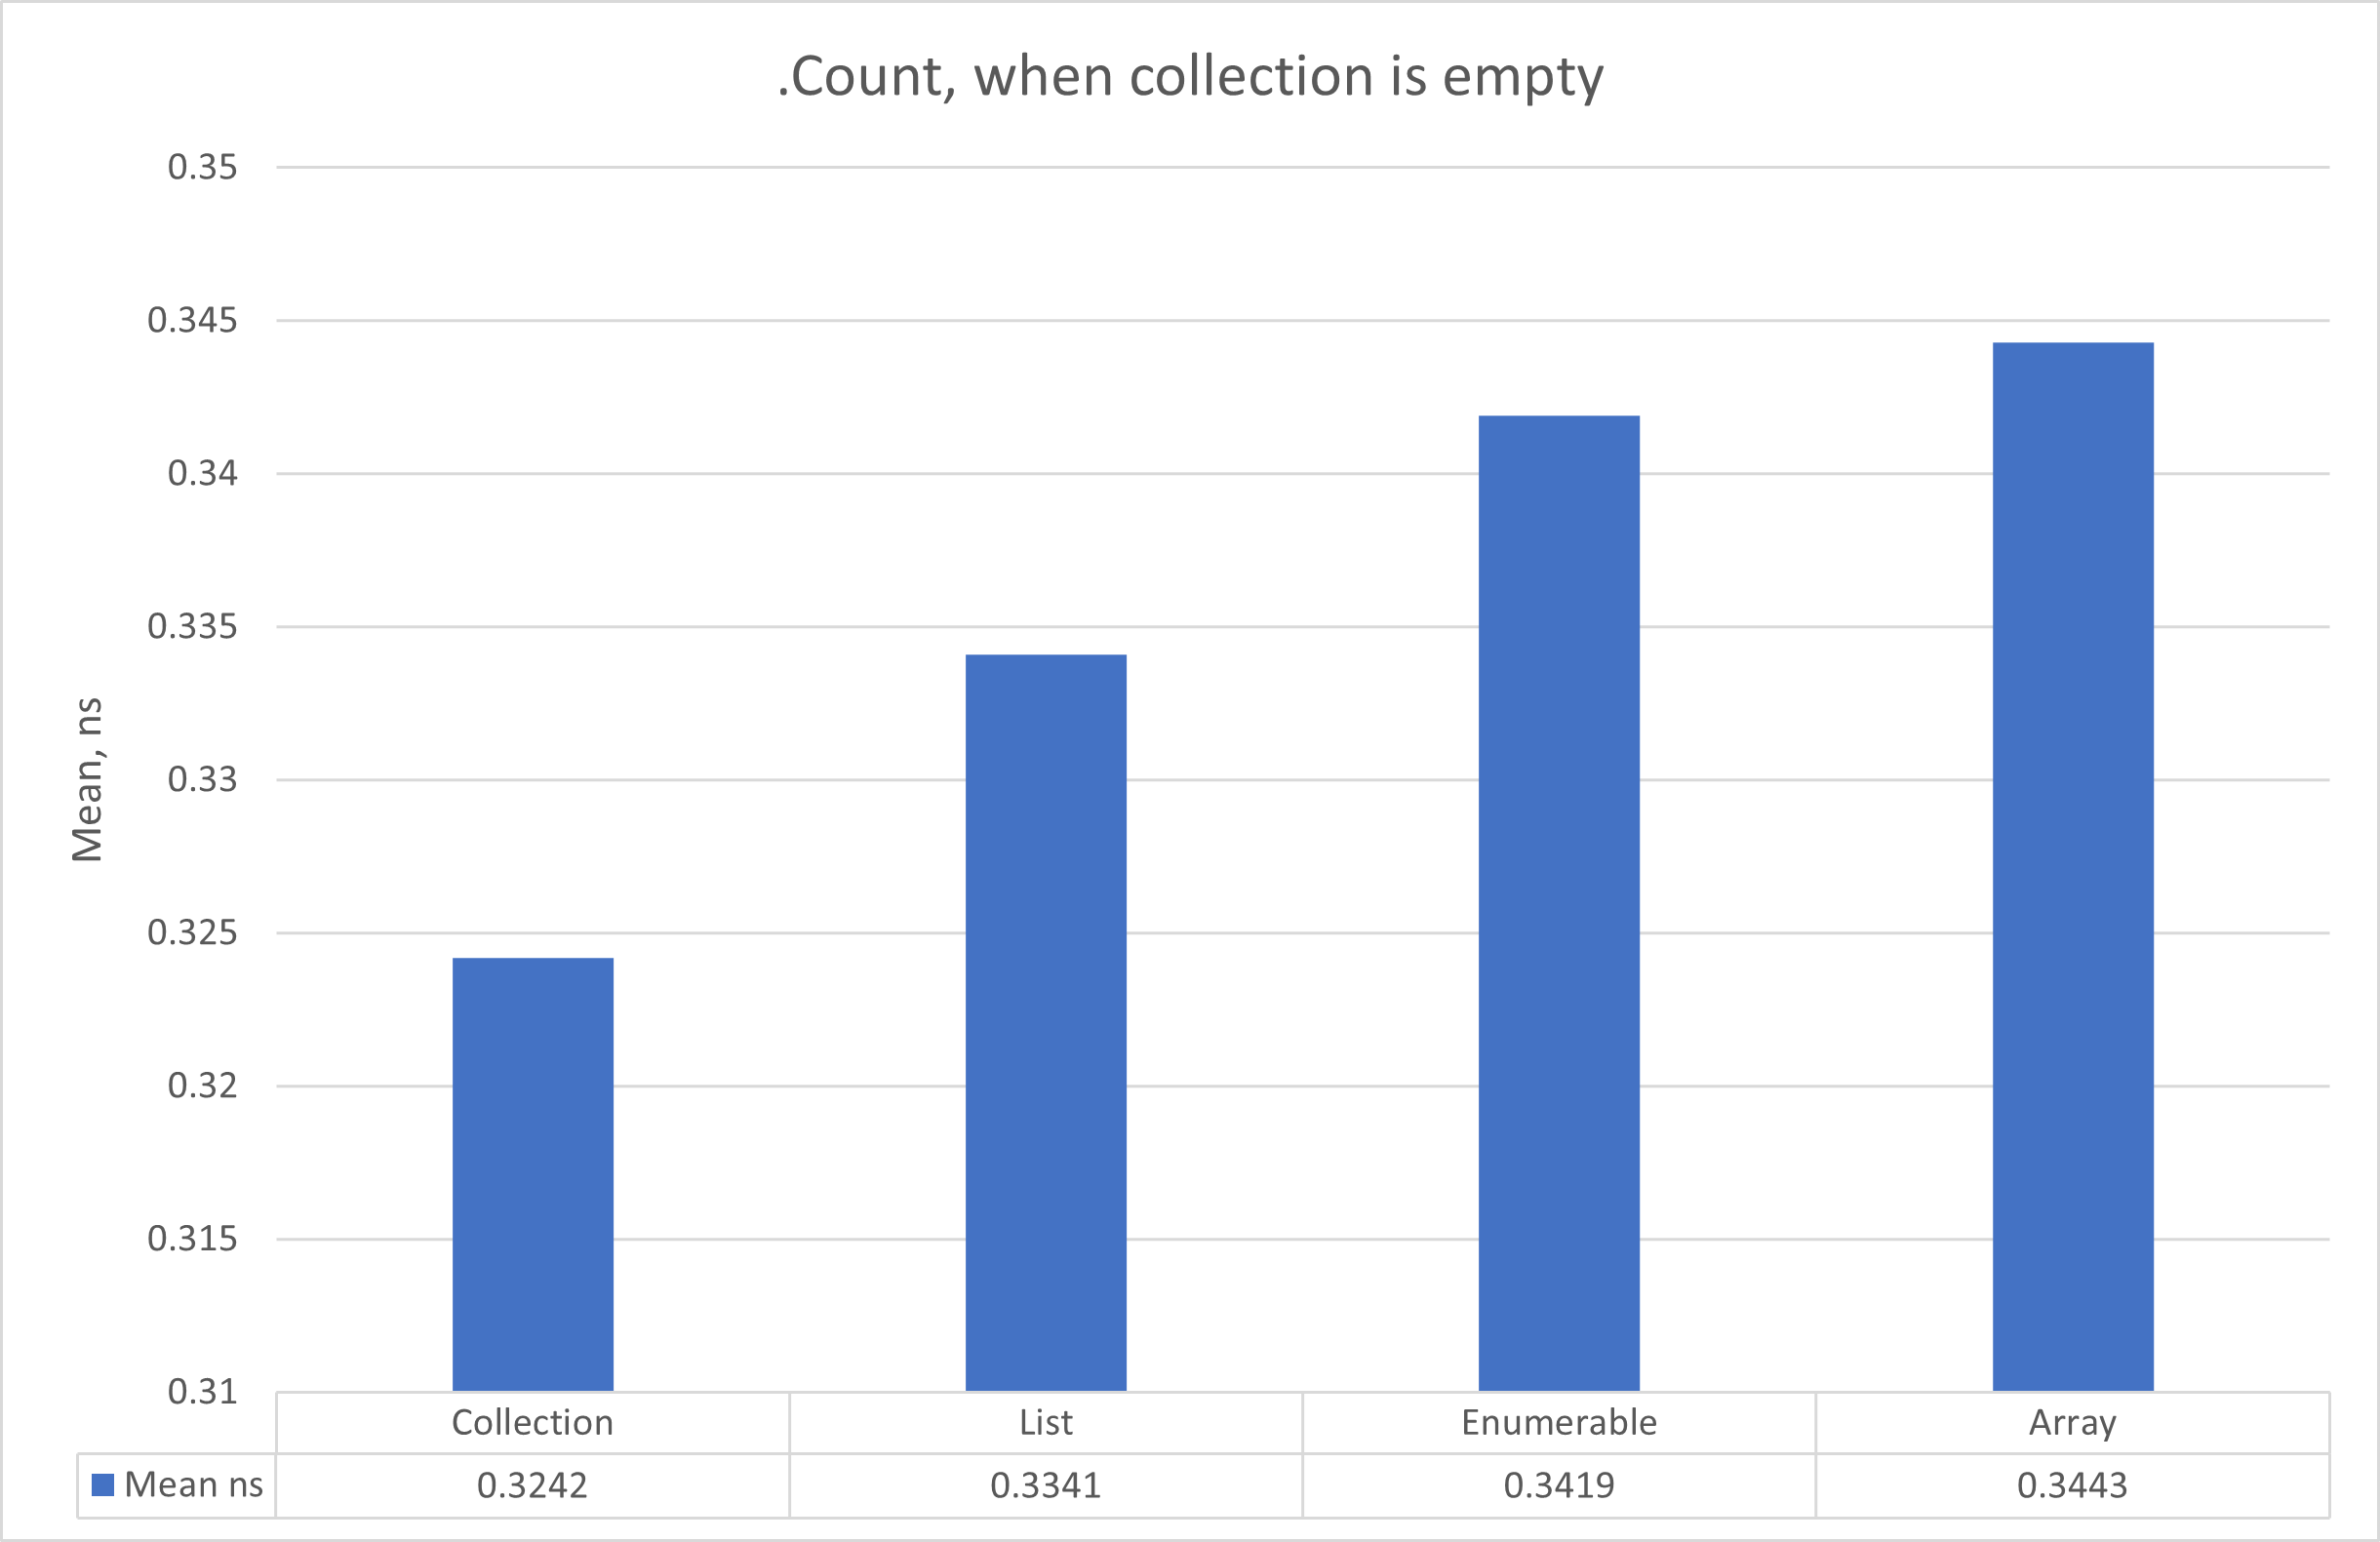 .Count, when collection is empty
0.35
0.345
0.34
0.335
0.33
0.325
0.32
0.315
0.31
Mean, ns
Collection List Enumerable Array
Mean ns 0.3242 0.3341 0.3419 0.3443